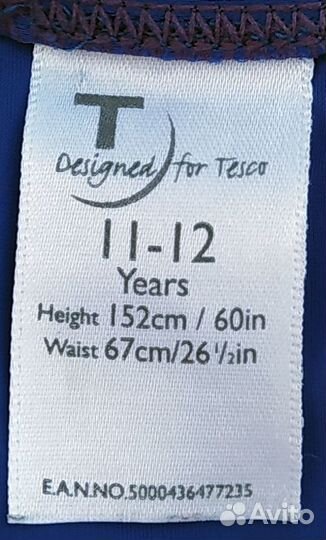 T
Designed for Tesco
11-12
Years
Height 152cm / 60in
Waist 67cm/26 1/2in
E.A.N.NO.5000436477235
Avito